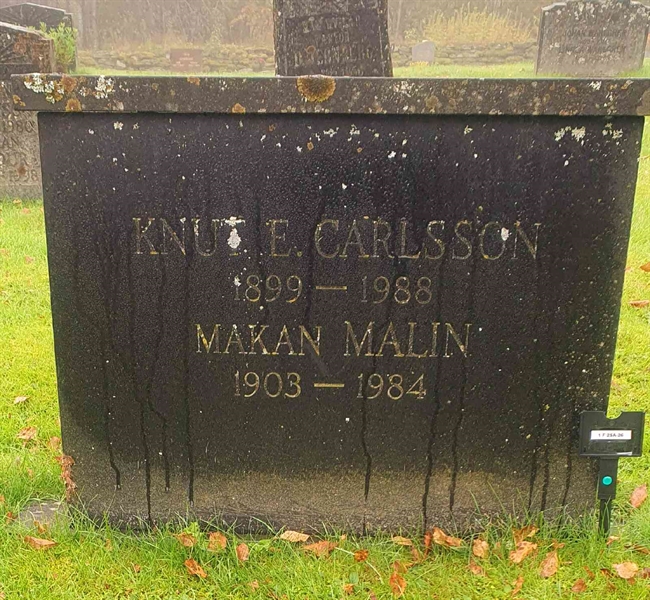 KNUT E. CARLSSON
1899 — 1988
MAKAN MALIN
1903 — 1984